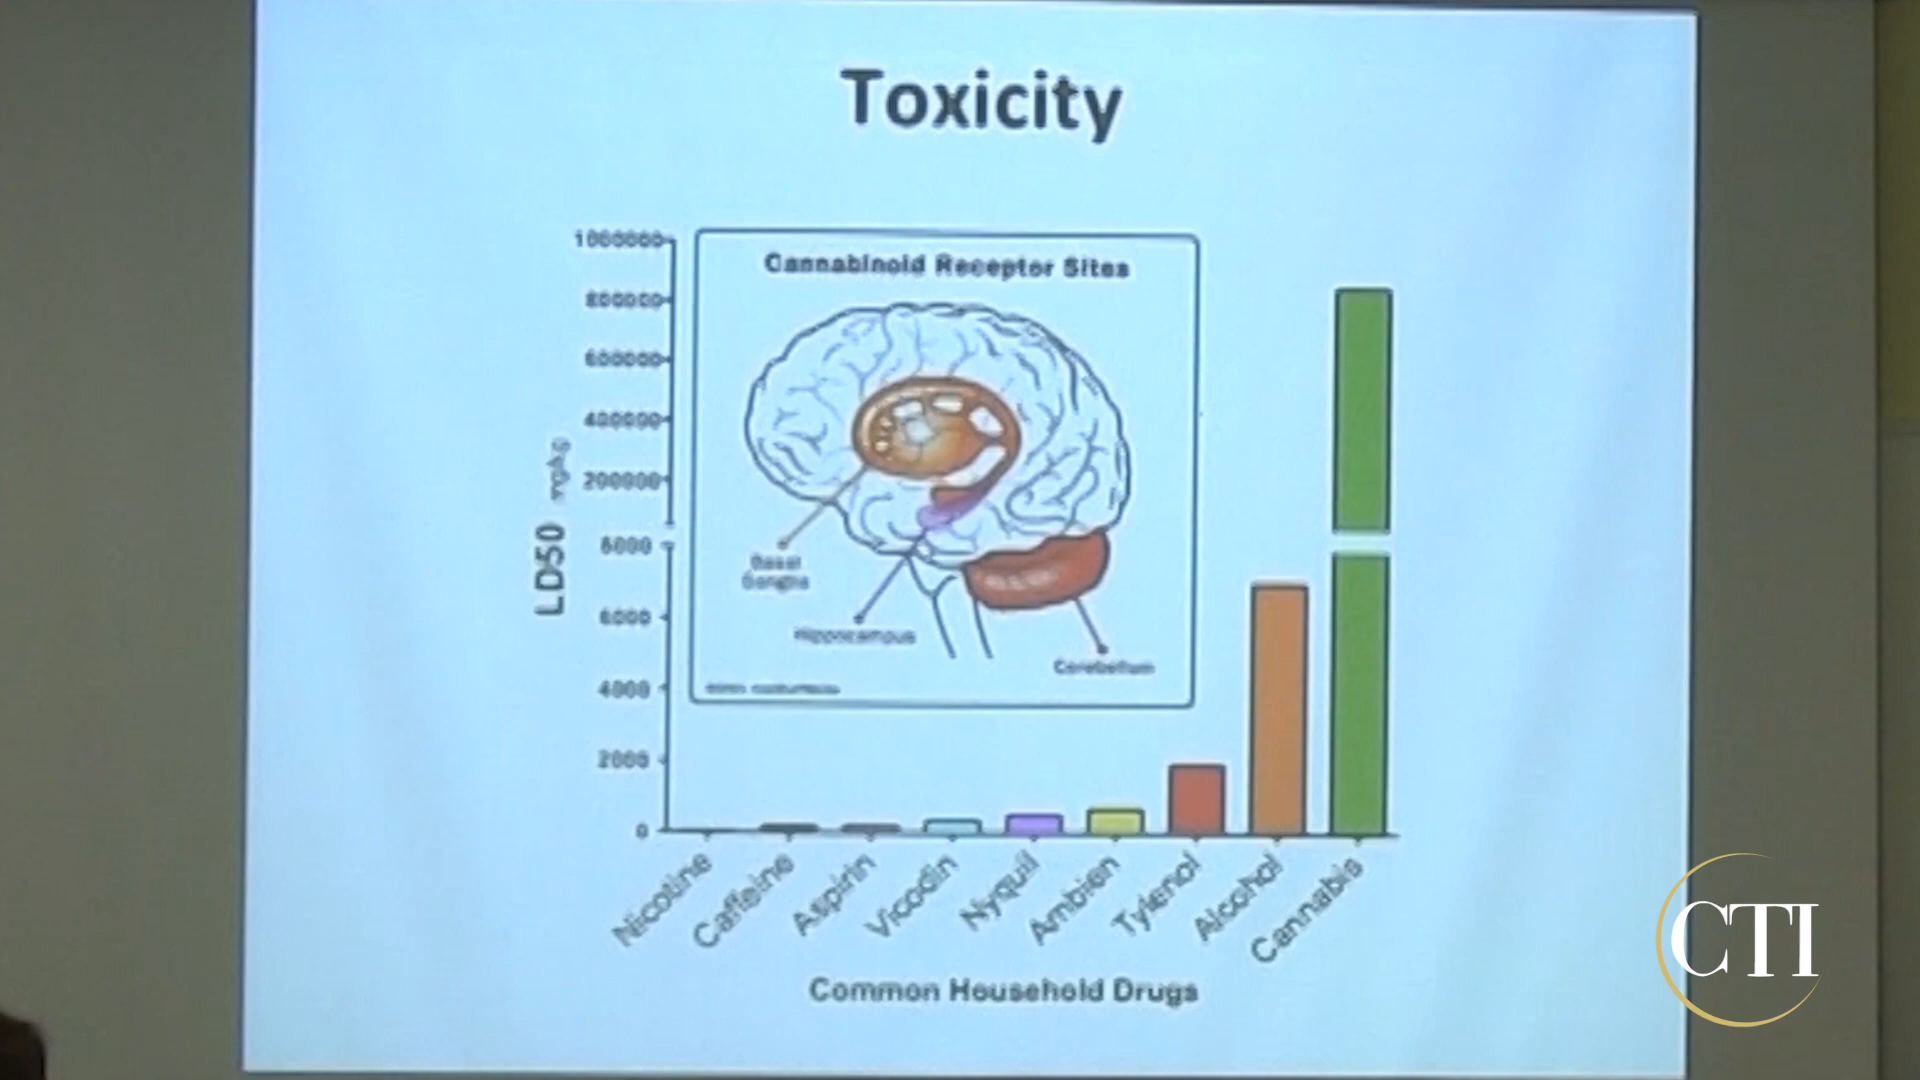 Toxicity
1000000
800000
600000
400000
200000
8000
6000
4000
2000
0
LD50 mg/kg
Cannabinoid Receptor Sites
Basal
Ganglia
Hippocampus
Cerebellum
Nicotine
Caffeine
Aspirin
Vicodin
Nyquil
Ambien
Tylenol
Alcohol
Cannabis
Common Household Drugs
CTI